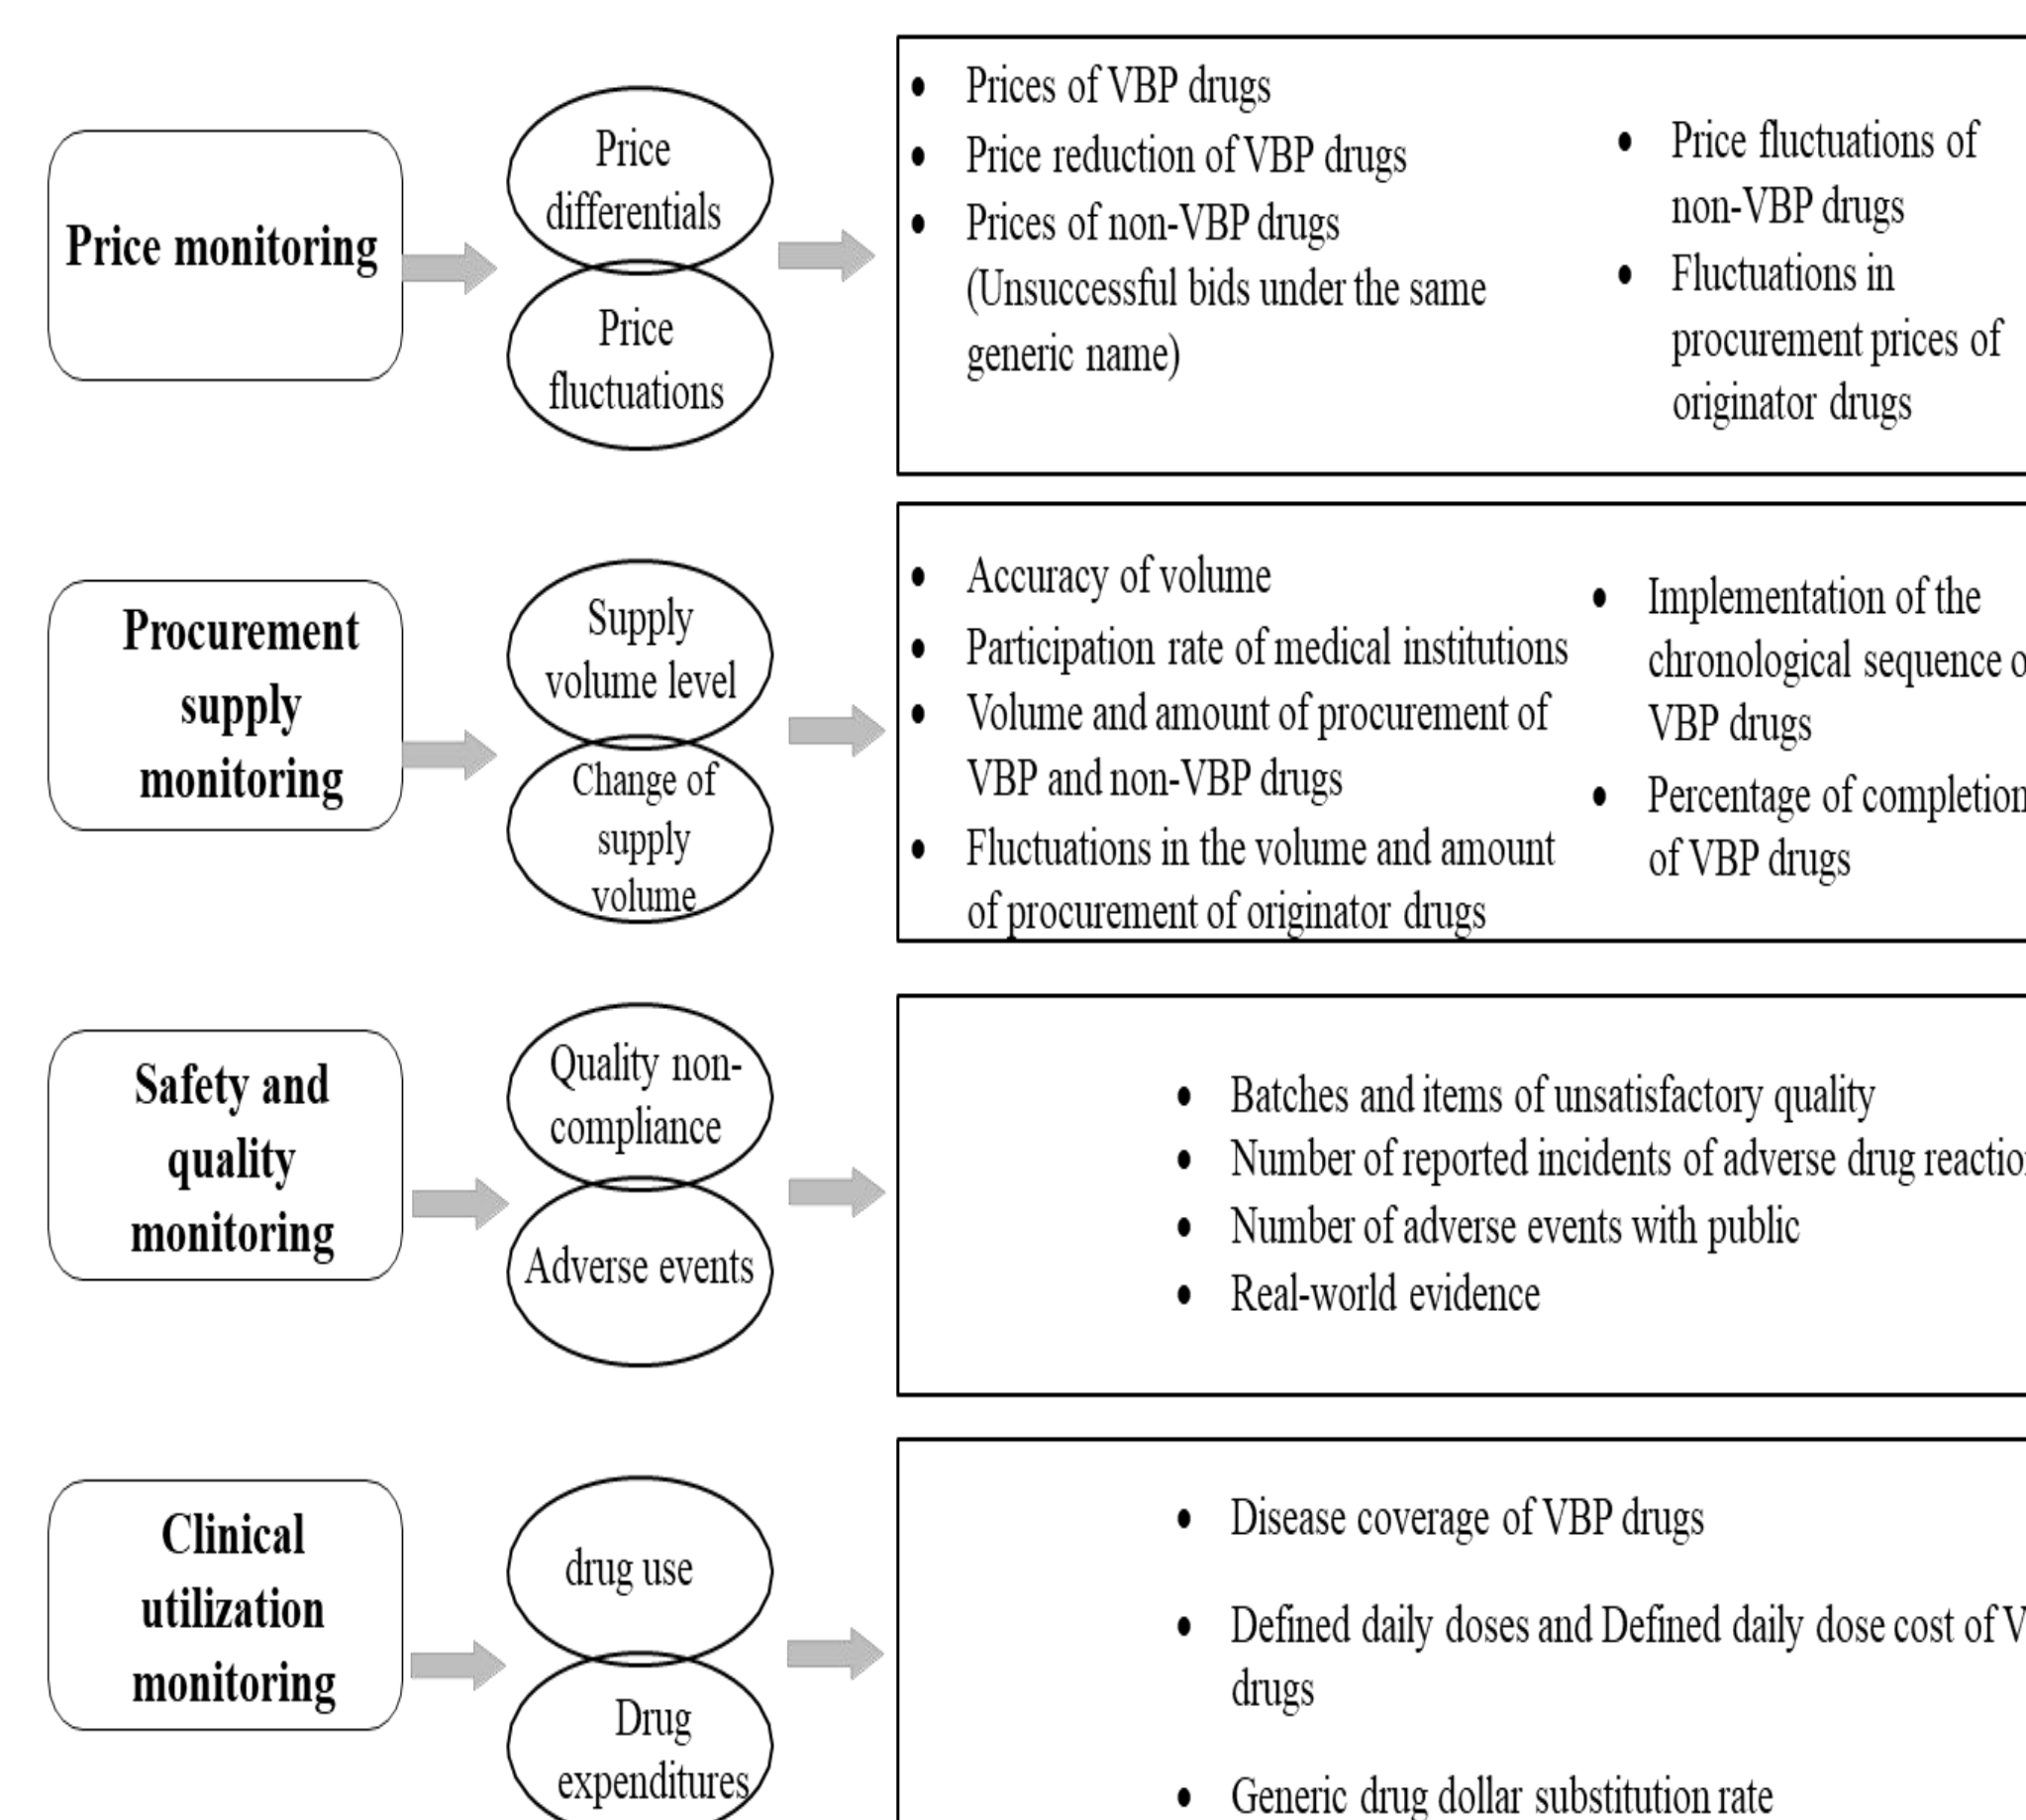 Price monitoring
Price
differentials
Price
fluctuations
• Prices of VBP drugs
• Price reduction of VBP drugs
• Prices of non-VBP drugs
(Unsuccessful bids under the same
generic name)
• Price fluctuations of
non-VBP drugs
• Fluctuations in
procurement prices of
originator drugs
Procurement
supply
monitoring
Supply
volume level
Change of
supply
volume
• Accuracy of volume
• Participation rate of medical institutions
• Volume and amount of procurement of
VBP and non-VBP drugs
• Fluctuations in the volume and amount
of procurement of originator drugs
• Implementation of the
chronological sequence
VBP drugs
• Percentage of completion
of VBP drugs
Safety and
quality
monitoring
Quality non-
compliance
Adverse events
• Batches and items of unsatisfactory quality
• Number of reported incidents of adverse drug
• Number of adverse events with public
• Real-world evidence
Clinical
utilization
monitoring
drug use
Drug
expenditures
• Disease coverage of VBP drugs
• Defined daily doses and Defined daily dose cost of
drugs
• Generic drug dollar substitution rate